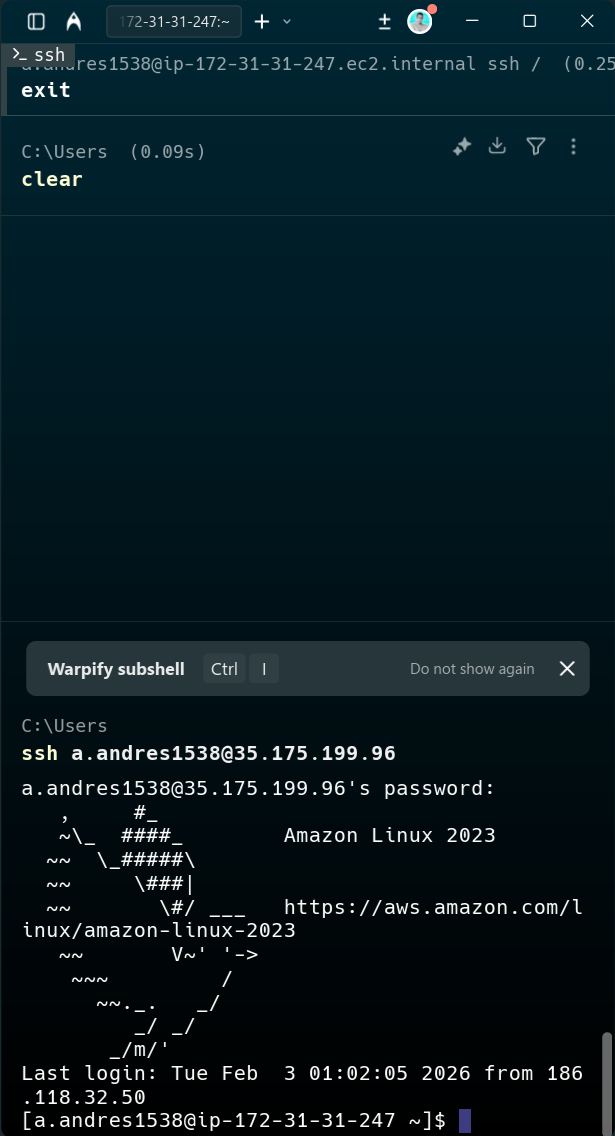 172-31-31-247:~
ssh
a.andres1538@ip-172-31-31-247.ec2.internal ssh /  (0.25
exit
C:\Users  (0.09s)
clear
Warpify subshell Ctrl I Do not show again
C:\Users
ssh a.andres1538@35.175.199.96
a.andres1538@35.175.199.96's password:
   ,     #_
   ~\_  ####_        Amazon Linux 2023
  ~~  \_#####\
  ~~     \###|
  ~~       \#/ ___   https://aws.amazon.com/l
inux/amazon-linux-2023
   ~~       V~' '->
    ~~~         /
      ~~._.   _/
         _/ _/
       _/m/'
Last login: Tue Feb  3 01:02:05 2026 from 186
.118.32.50
[a.andres1538@ip-172-31-31-247 ~]$